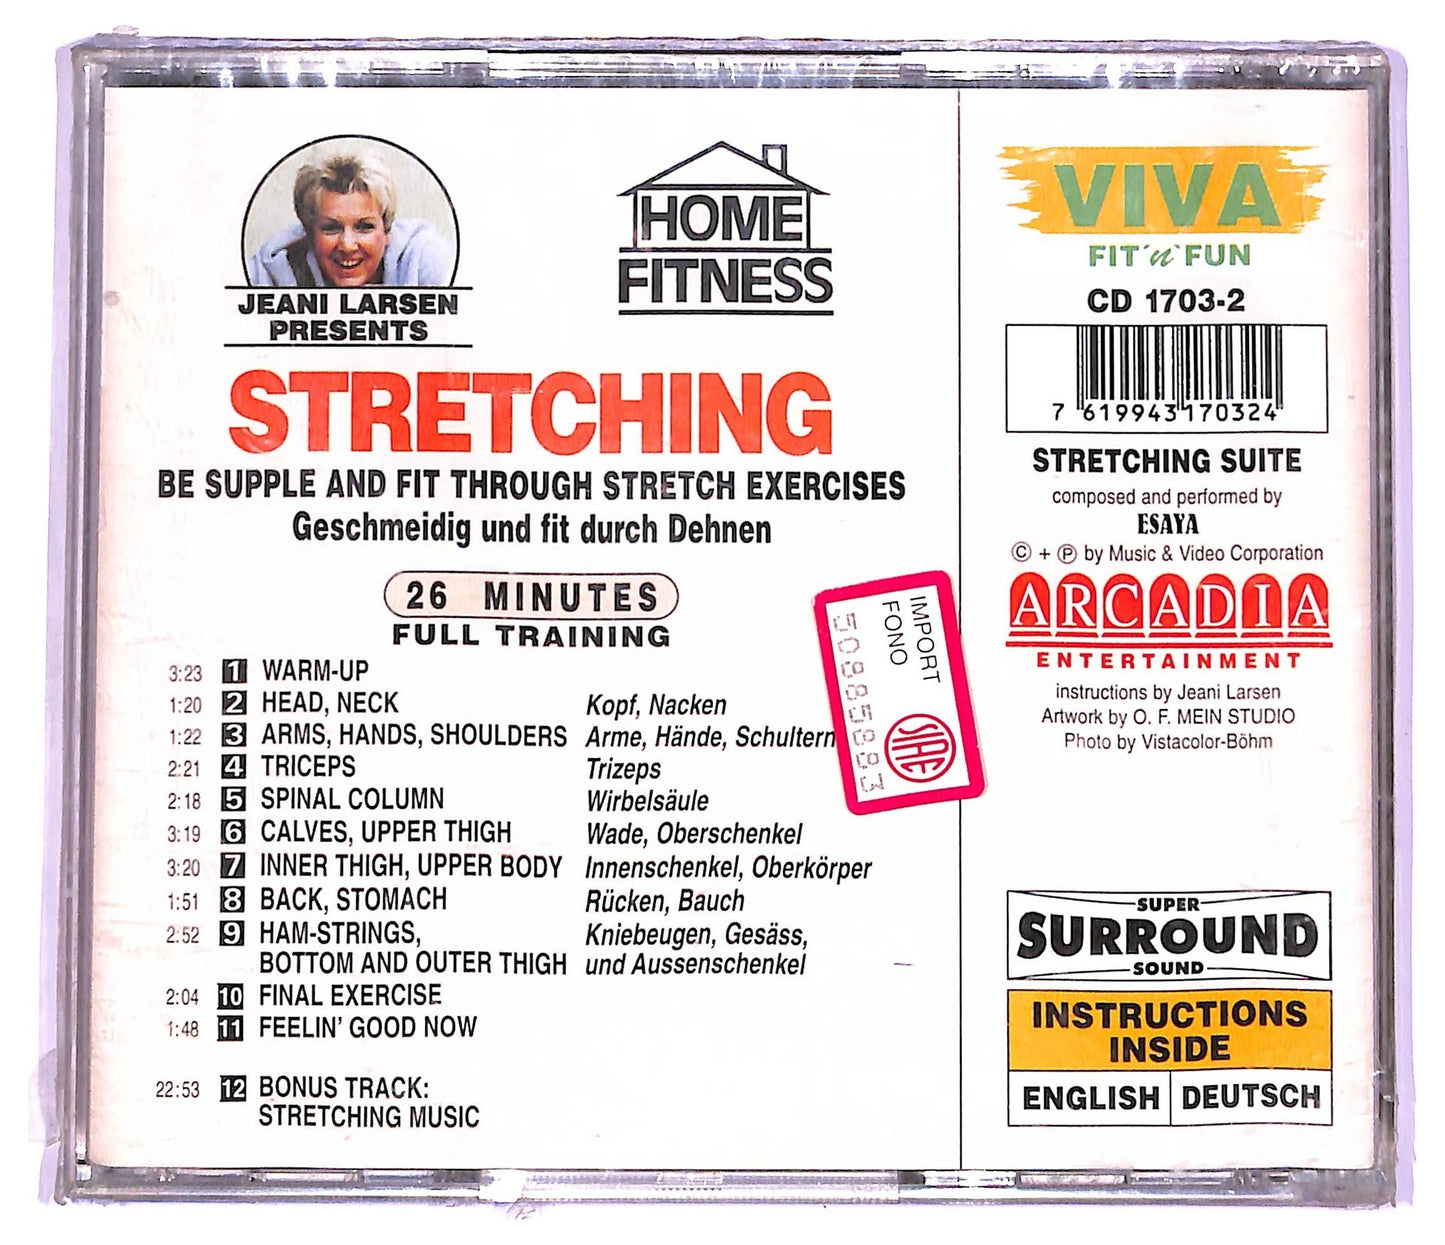 JEANI LARSEN
PRESENTS
HOME
FITNESS
STRETCHING
BE SUPPLE AND FIT THROUGH STRETCH EXERCISES
Geschmeidig und fit durch Dehnen
26 MINUTES
FULL TRAINING
3:23 1 WARM-UP
1:20 2 HEAD, NECK Kopf, Nacken
1:22 3 ARMS, HANDS, SHOULDERS Arme, Hände, Schultern
2:21 4 TRICEPS Trizeps
2:18 5 SPINAL COLUMN Wirbelsäule
3:19 6 CALVES, UPPER THIGH Wade, Oberschenkel
3:20 7 INNER THIGH, UPPER BODY Innenschenkel, Oberkörper
1:51 8 BACK, STOMACH Rücken, Bauch
2:52 9 HAM-STRINGS, Kniebeugen, Gesäss,
BOTTOM AND OUTER THIGH und Aussenschenkel
2:04 10 FINAL EXERCISE
1:48 11 FEELIN' GOOD NOW
22:53 12 BONUS TRACK:
STRETCHING MUSIC
IMPORT
FONO
50885883
SIAE
VIVA
FIT'n'FUN
CD 1703-2
7 619943 170324
STRETCHING SUITE
composed and performed by
ESAYA
© + ℗ by Music & Video Corporation
ARCADIA
ENTERTAINMENT
instructions by Jeani Larsen
Artwork by O. F. MEIN STUDIO
Photo by Vistacolor-Böhm
SUPER
SURROUND
SOUND
INSTRUCTIONS
INSIDE
ENGLISH DEUTSCH